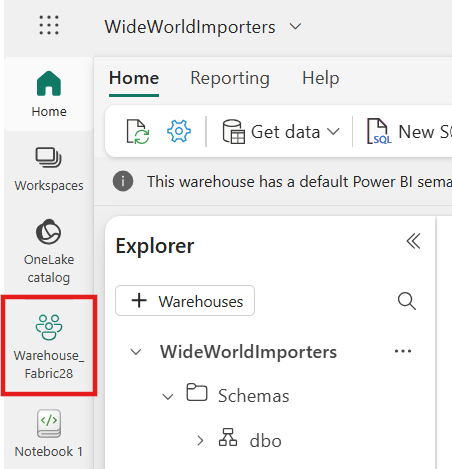 WideWorldImporters
Home
Workspaces
OneLake
catalog
Warehouse_
Fabric28
Notebook 1
Home Reporting Help
Get data SQL New S
This warehouse has a default Power BI sema
Explorer
+ Warehouses
WideWorldImporters
Schemas
dbo